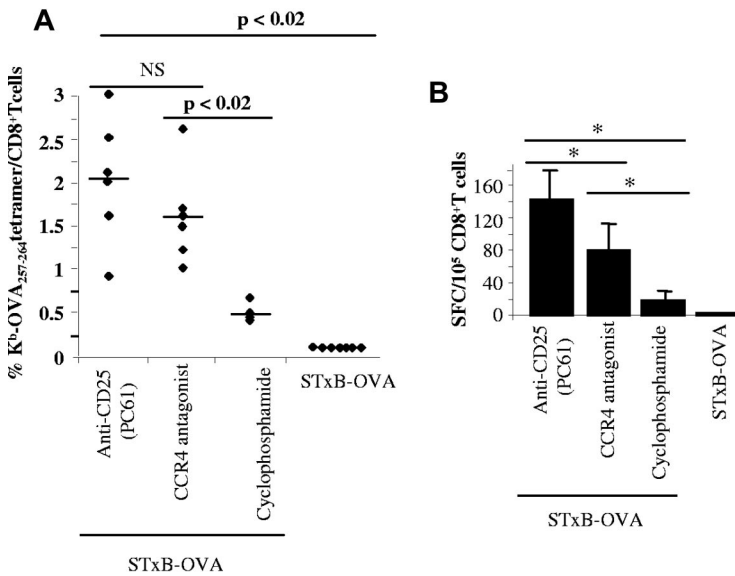 A
p < 0.02
NS
p < 0.02
% Kᵇ-OVA₂₅₇₋₂₆₄tetramer/CD8⁺Tcells
3
2.5
2
1.5
1
0.5
0
Anti-CD25
(PC61)
CCR4 antagonist
Cyclophosphamide
STxB-OVA
STxB-OVA
B
*
*
*
SFC/10⁵ CD8⁺T cells
160
120
80
40
0
Anti-CD25
(PC61)
CCR4 antagonist
Cyclophosphamide
STxB-OVA
STxB-OVA